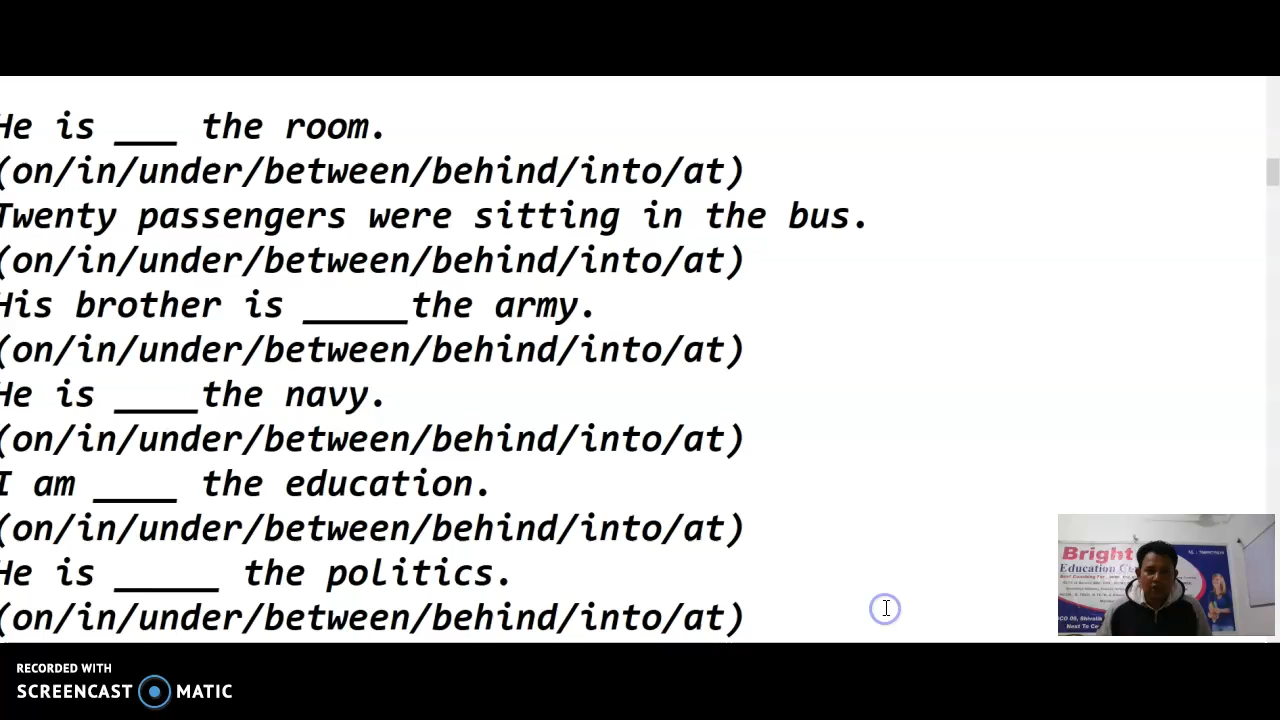 He is ___ the room.
(on/in/under/between/behind/into/at)
Twenty passengers were sitting in the bus.
(on/in/under/between/behind/into/at)
His brother is _____the army.
(on/in/under/between/behind/into/at)
He is ____the navy.
(on/in/under/between/behind/into/at)
I am ____ the education.
(on/in/under/between/behind/into/at)
He is _____ the politics.
(on/in/under/between/behind/into/at)
Bright
Education
Next To
RECORDED WITH
SCREENCAST MATIC